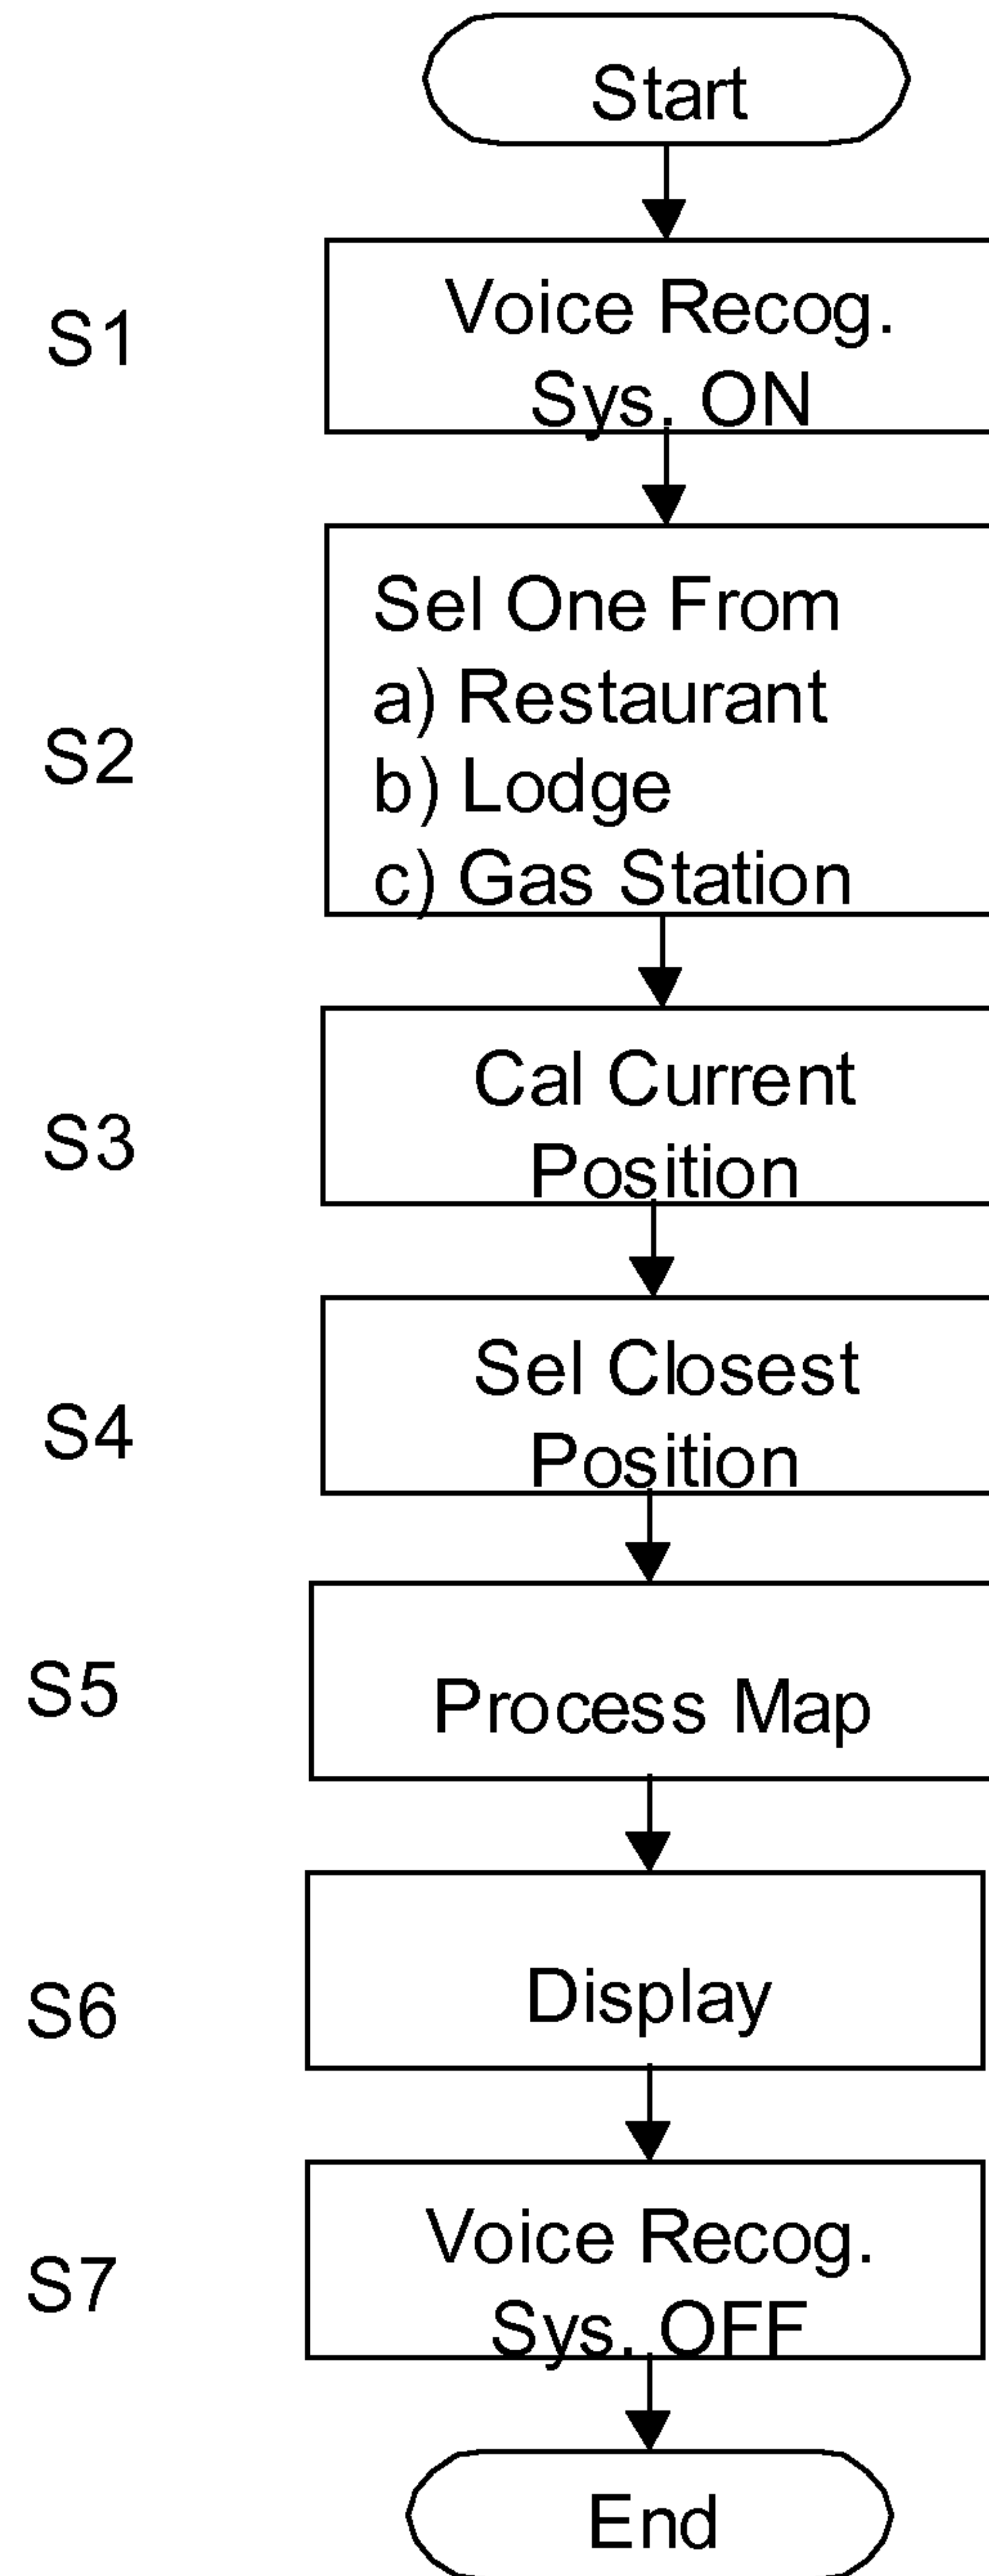 Start
S1
Voice Recog.
Sys. ON
S2
Sel One From
a) Restaurant
b) Lodge
c) Gas Station
S3
Cal Current
Position
S4
Sel Closest
Position
S5
Process Map
S6
Display
S7
Voice Recog.
Sys. OFF
End